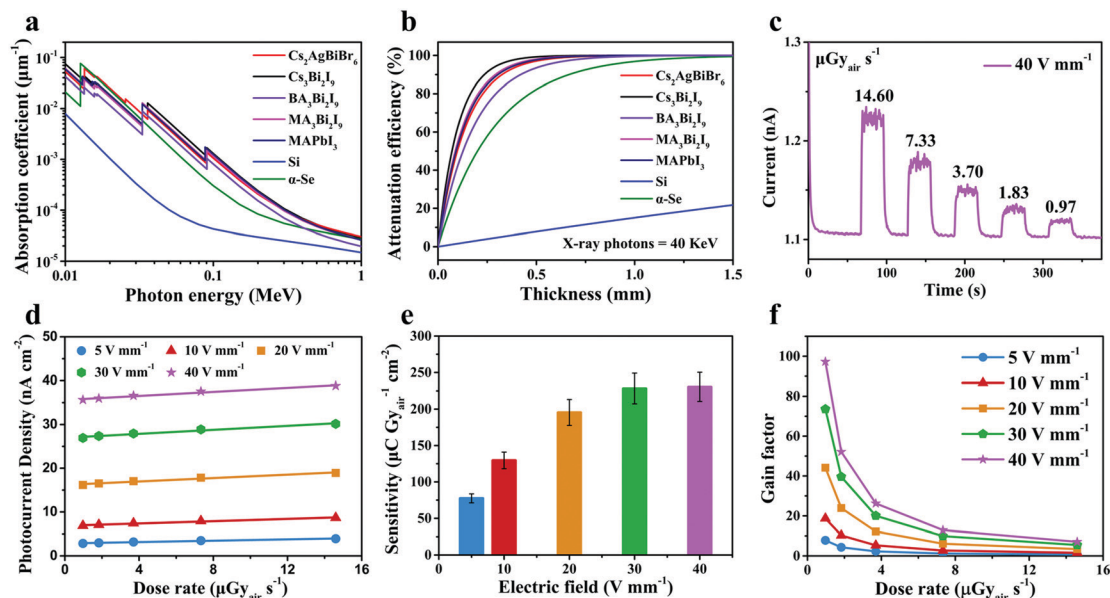 a
Absorption coefficient (μm⁻¹)
10⁻¹
10⁻²
10⁻³
10⁻⁴
10⁻⁵
0.01
0.1
1
Photon energy (MeV)
Cs₂AgBiBr₆
Cs₃Bi₂I₉
BA₃Bi₂I₉
MA₃Bi₂I₉
MAPbI₃
Si
α-Se
b
Attenuation efficiency (%)
100
80
60
40
20
0
0.0
0.5
1.0
1.5
Thickness (mm)
Cs₂AgBiBr₆
Cs₃Bi₂I₉
BA₃Bi₂I₉
MA₃Bi₂I₉
MAPbI₃
Si
α-Se
X-ray photons = 40 KeV
c
Current (nA)
1.3
1.2
1.1
μGyₐᵢᵣ s⁻¹
40 V mm⁻¹
14.60
7.33
3.70
1.83
0.97
0
100
200
300
Time (s)
d
Photocurrent Density (nA cm⁻²)
50
40
30
20
10
0
5 V mm⁻¹
10 V mm⁻¹
20 V mm⁻¹
30 V mm⁻¹
40 V mm⁻¹
0
4
8
12
16
Dose rate (μGyₐᵢᵣ s⁻¹)
e
Sensitivity (μC Gyₐᵢᵣ⁻¹ cm⁻²)
300
250
200
150
100
50
0
0
10
20
30
40
Electric field (V mm⁻¹)
f
Gain factor
100
80
60
40
20
0
5 V mm⁻¹
10 V mm⁻¹
20 V mm⁻¹
30 V mm⁻¹
40 V mm⁻¹
0
4
8
12
16
Dose rate (μGyₐᵢᵣ s⁻¹)